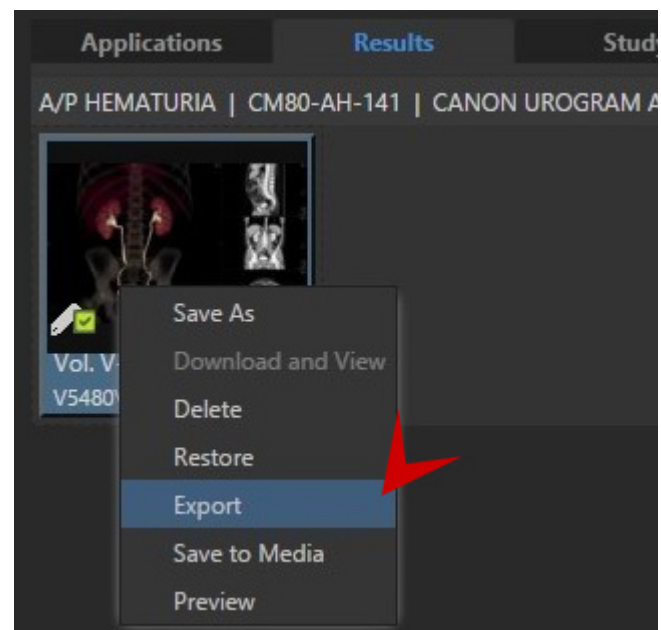 Applications Results Study
A/P HEMATURIA | CM80-AH-141 | CANON UROGRAM A
Vol. V
V5480
Save As
Download and View
Delete
Restore
Export
Save to Media
Preview